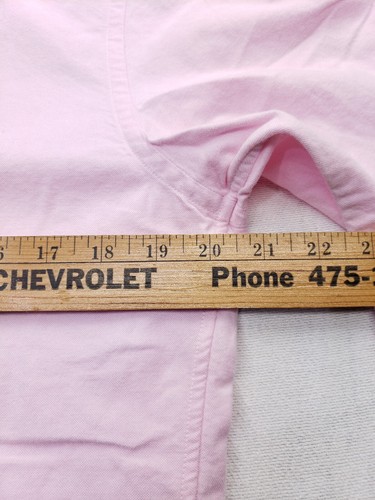 17 18 19 20 21 22
CHEVROLET Phone 475-